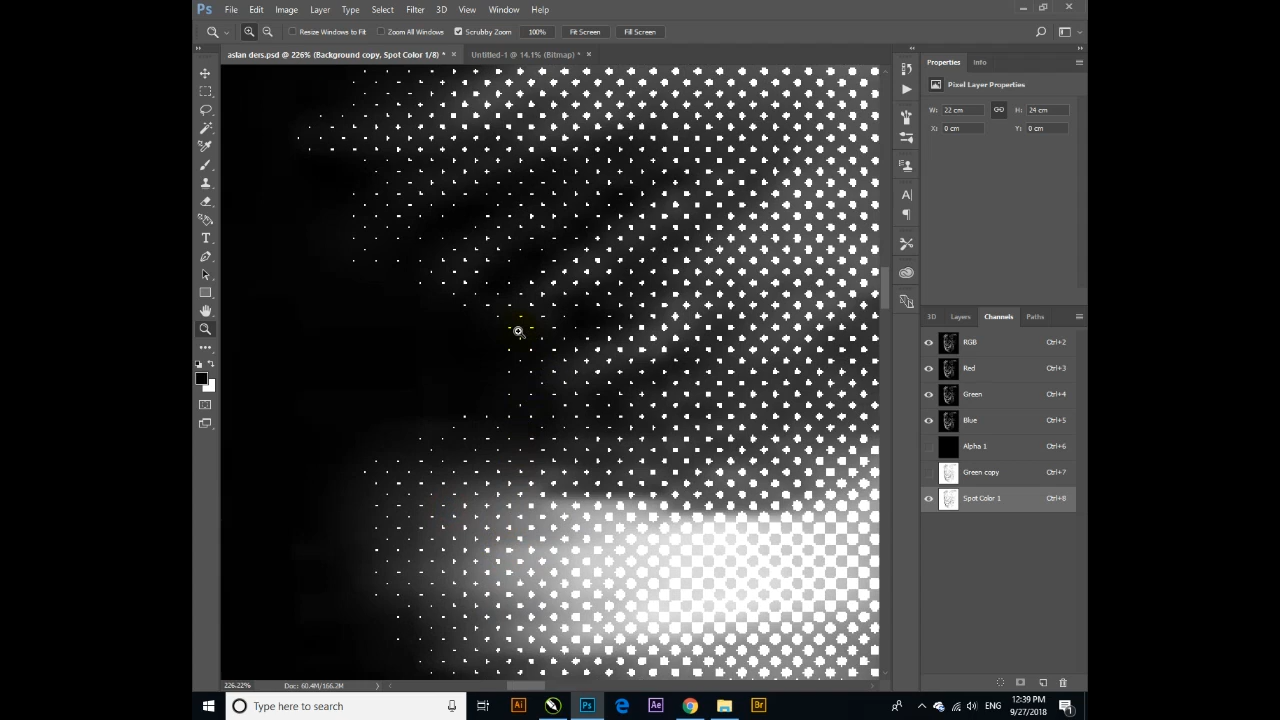 Ps File Edit Image Layer Type Select Filter 3D View Window Help
Resize Windows to Fit Zoom All Windows Scrubby Zoom 100% Fit Screen Fill Screen
aslan ders.psd @ 226% (Background copy, Spot Color 1/8) * × Untitled-1 @ 14.1% (Bitmap) * ×
Properties Info
Pixel Layer Properties
W: 22 cm H: 24 cm
X: 0 cm Y: 0 cm
3D Layers Channels Paths
RGB Ctrl+2
Red Ctrl+3
Green Ctrl+4
Blue Ctrl+5
Alpha 1 Ctrl+6
Green copy Ctrl+7
Spot Color 1 Ctrl+8
226.22% Doc: 60.4M/166.2M
Type here to search
Ai Ps Ae Br
ENG
12:39 PM
9/27/2018
1